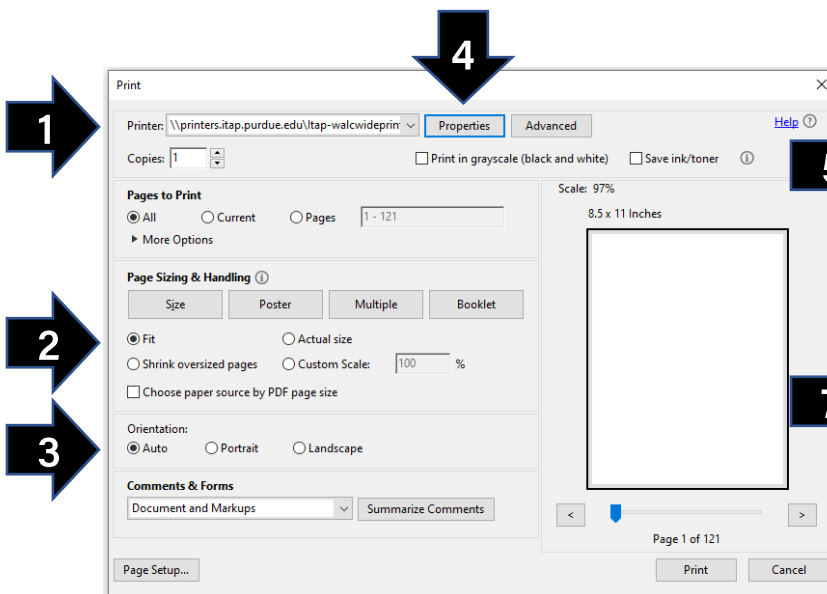 4
Print
1
Printer: \\printers.itap.purdue.edu\ltap-walcwideprin Properties Advanced Help
Copies: 1 Print in grayscale (black and white) Save ink/toner
5
Pages to Print
All Current Pages 1 - 121
More Options
Scale: 97%
8.5 x 11 Inches
Page Sizing & Handling
Size Poster Multiple Booklet
2
Fit Actual size
Shrink oversized pages Custom Scale: 100 %
Choose paper source by PDF page size
7
3
Orientation:
Auto Portrait Landscape
Comments & Forms
Document and Markups Summarize Comments
< >
Page 1 of 121
Page Setup... Print Cancel